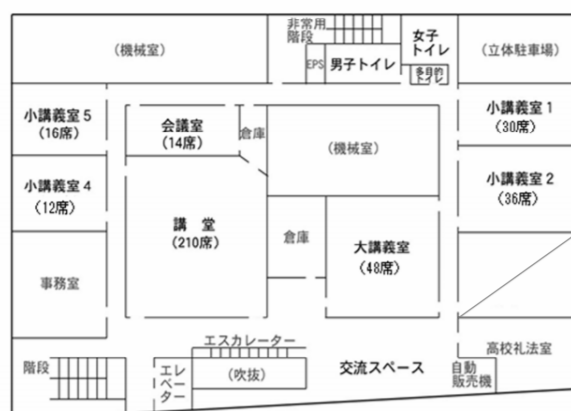 (機械室)
非常用
階段
EPS
男子トイレ
女子
トイレ
多目的
トイレ
(立体駐車場)
小講義室5
(16席)
会議室
(14席)
倉庫
(機械室)
小講義室1
(30席)
小講義室4
(12席)
講 堂
(210席)
倉庫
大講義室
(48席)
小講義室2
(36席)
事務室
エスカレーター
階段
エレ
ベーター
(吹抜)
交流スペース
高校礼法室
自動
販売機